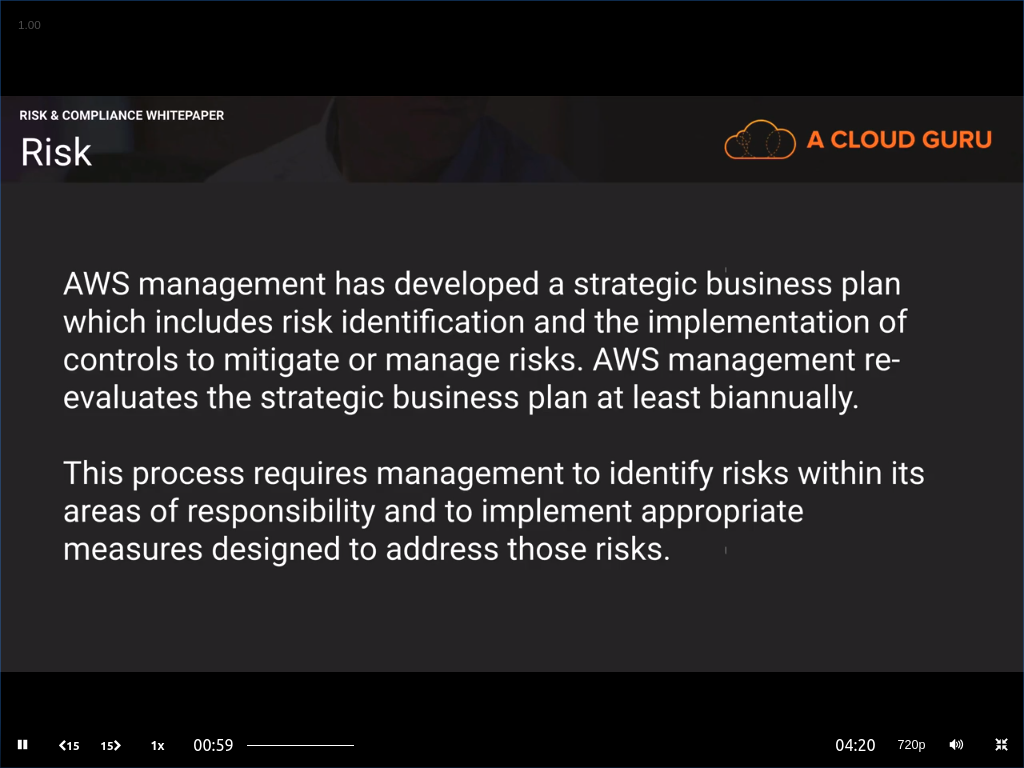 1.00
RISK & COMPLIANCE WHITEPAPER
Risk
A CLOUD GURU
AWS management has developed a strategic business plan
which includes risk identification and the implementation of
controls to mitigate or manage risks. AWS management re-
evaluates the strategic business plan at least biannually.
This process requires management to identify risks within its
areas of responsibility and to implement appropriate
measures designed to address those risks.
15 15 1x 00:59 04:20 720p